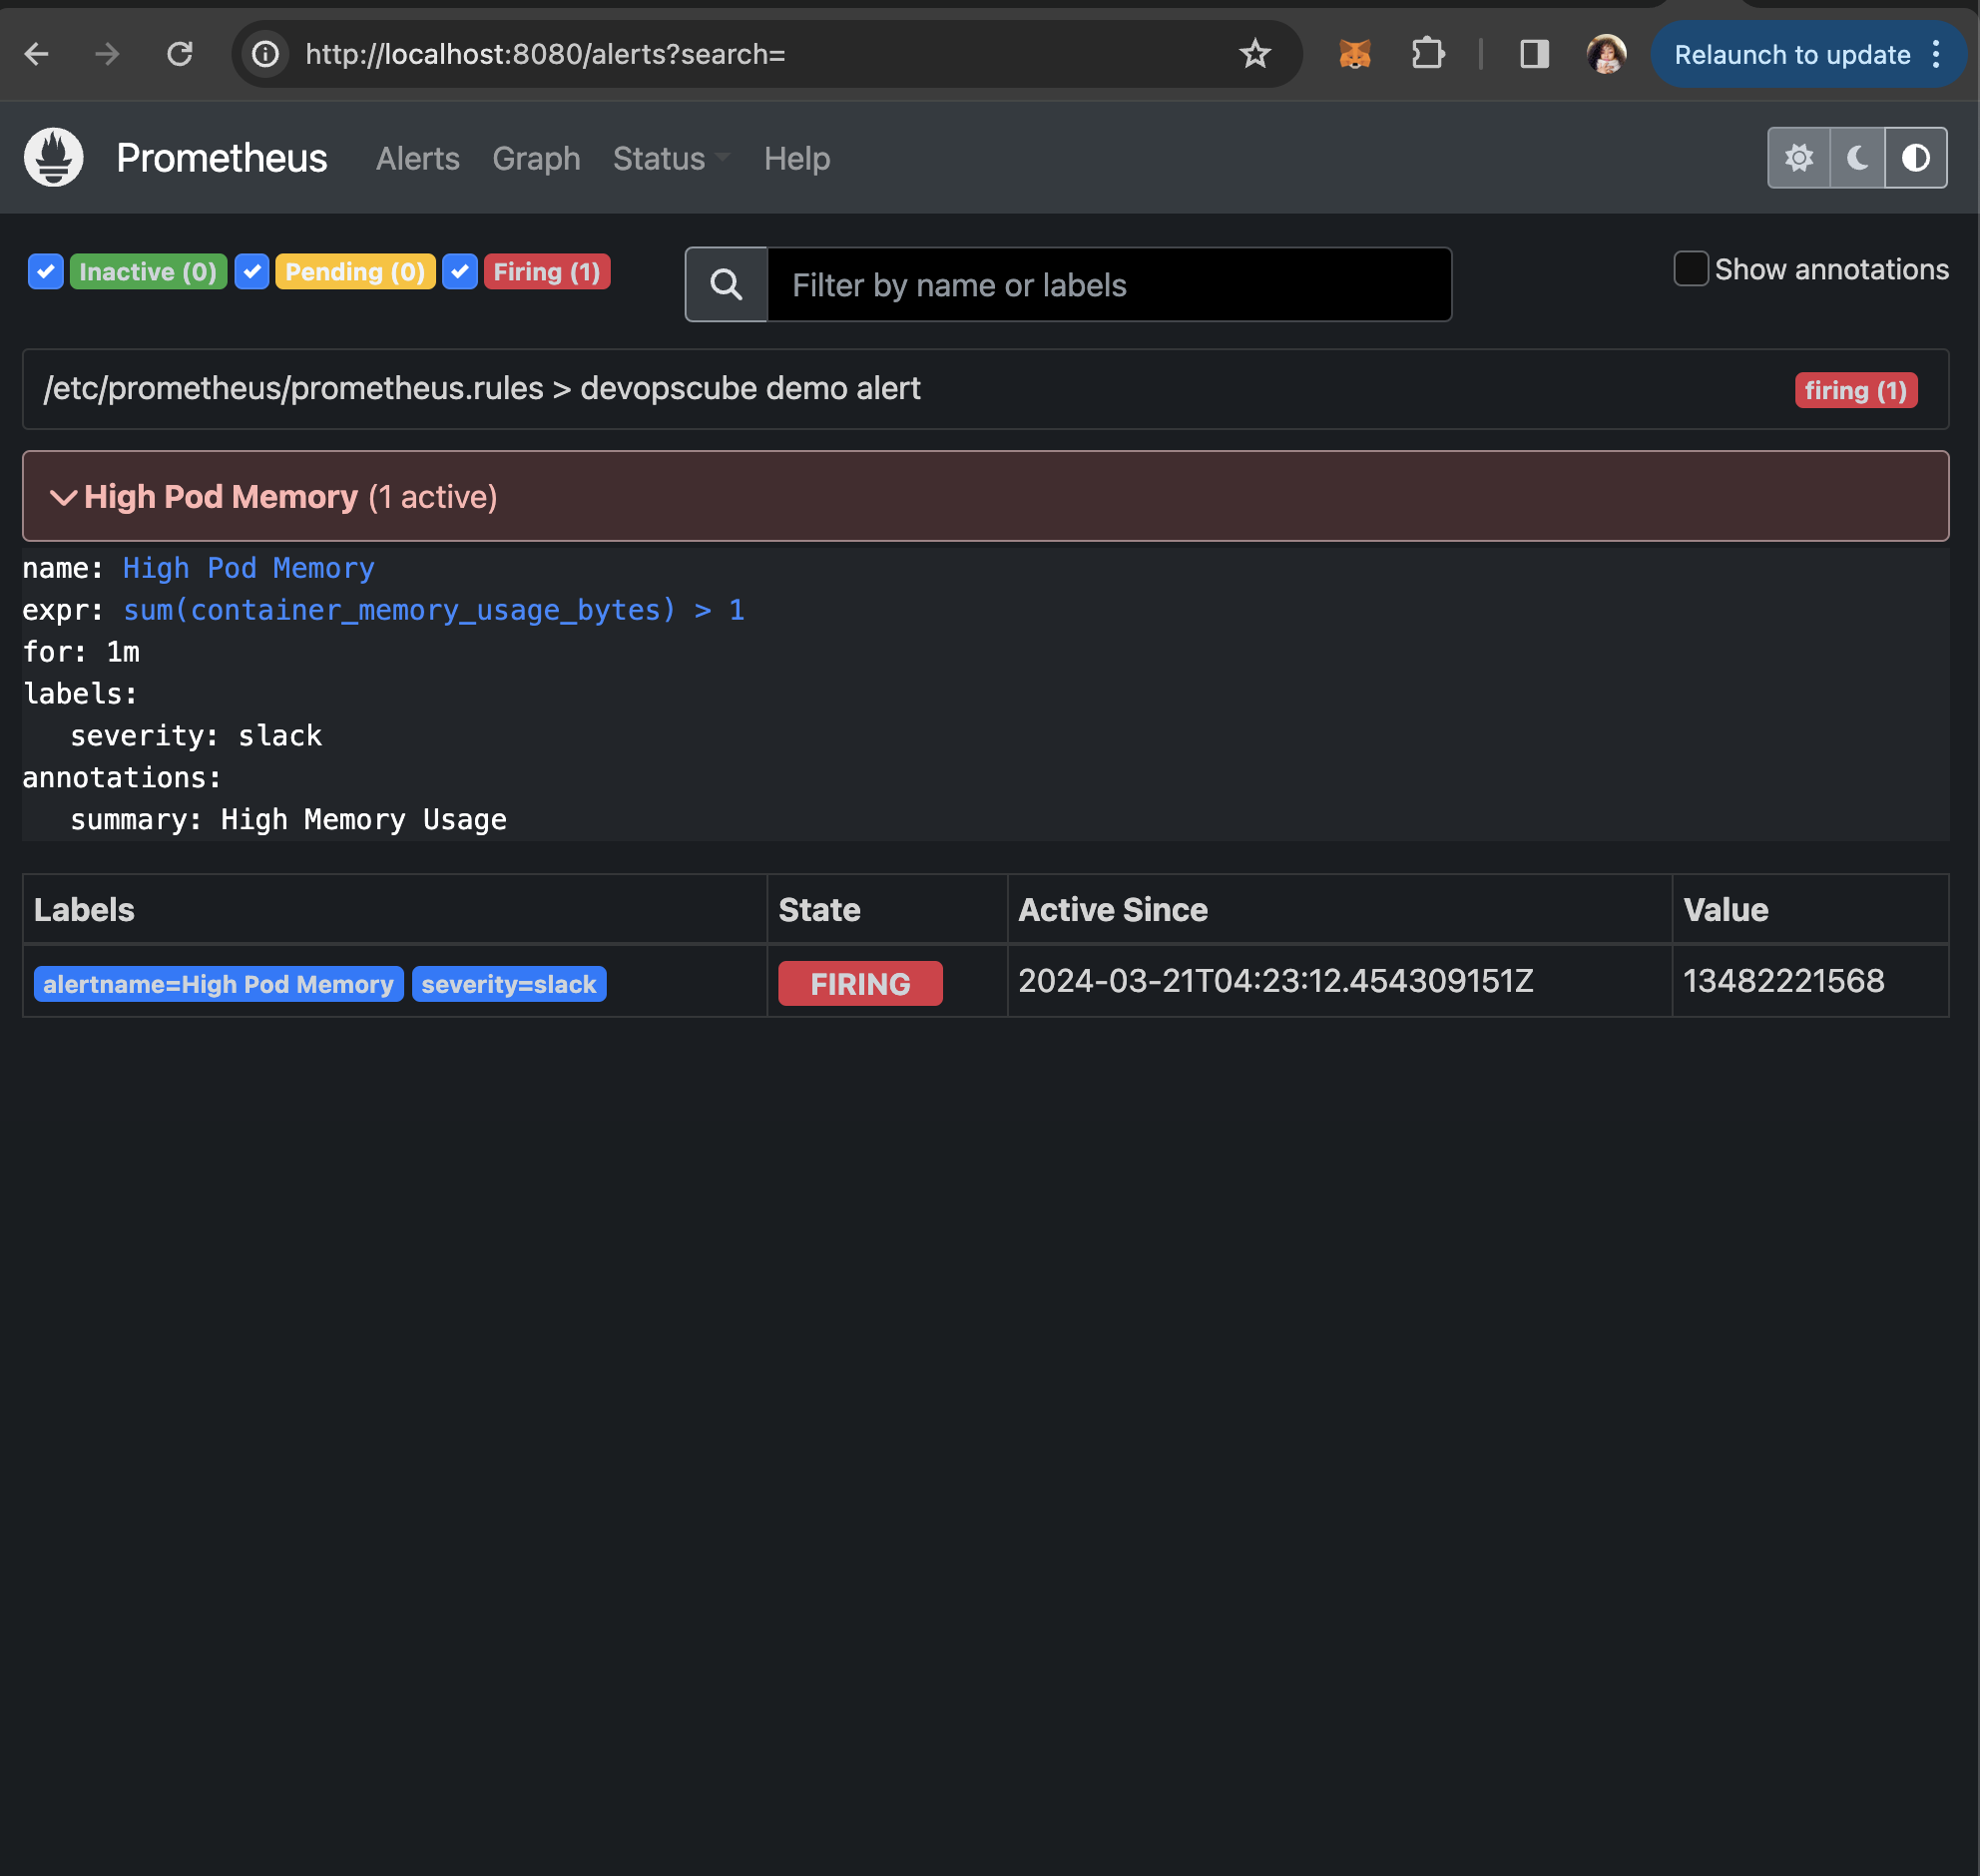 http://localhost:8080/alerts?search=
Relaunch to update
Prometheus Alerts Graph Status Help
Inactive (0) Pending (0) Firing (1)
Filter by name or labels
Show annotations
/etc/prometheus/prometheus.rules > devopscube demo alert
firing (1)
High Pod Memory (1 active)
name: High Pod Memory
expr: sum(container_memory_usage_bytes) > 1
for: 1m
labels:
severity: slack
annotations:
summary: High Memory Usage
Labels State Active Since Value
alertname=High Pod Memory severity=slack FIRING 2024-03-21T04:23:12.454309151Z 13482221568